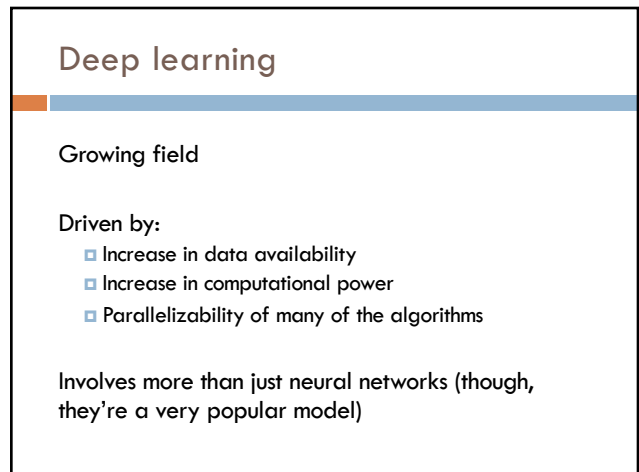 Deep learning
Growing field
Driven by:
Increase in data availability
Increase in computational power
Parallelizability of many of the algorithms
Involves more than just neural networks (though,
they’re a very popular model)